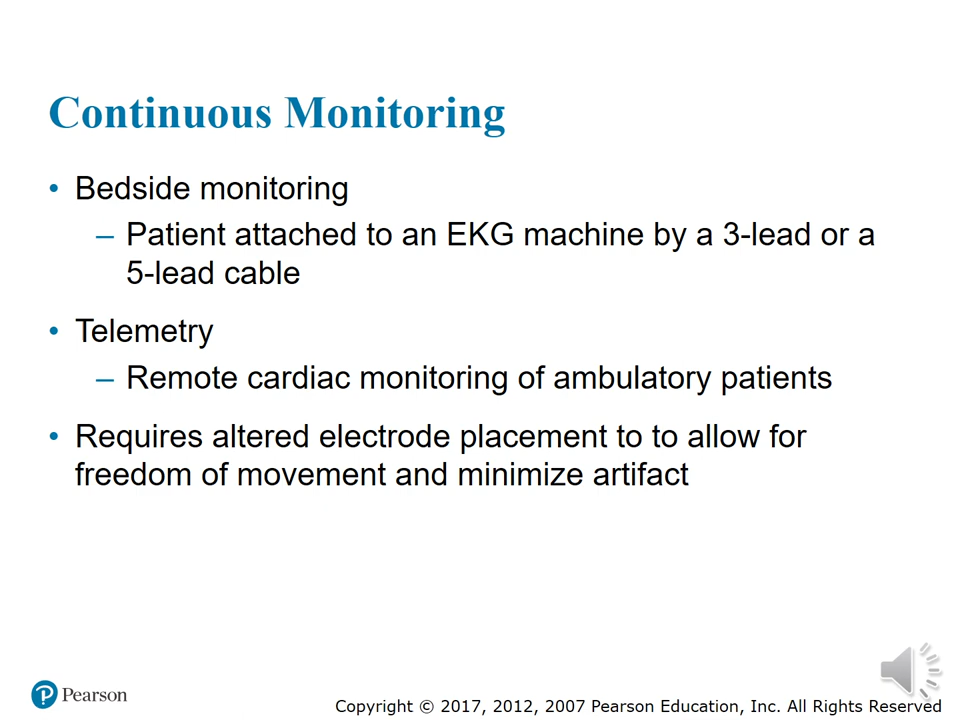 Continuous Monitoring
• Bedside monitoring
– Patient attached to an EKG machine by a 3-lead or a
5-lead cable
• Telemetry
– Remote cardiac monitoring of ambulatory patients
• Requires altered electrode placement to to allow for
freedom of movement and minimize artifact
P Pearson
Copyright © 2017, 2012, 2007 Pearson Education, Inc. All Rights Reserved